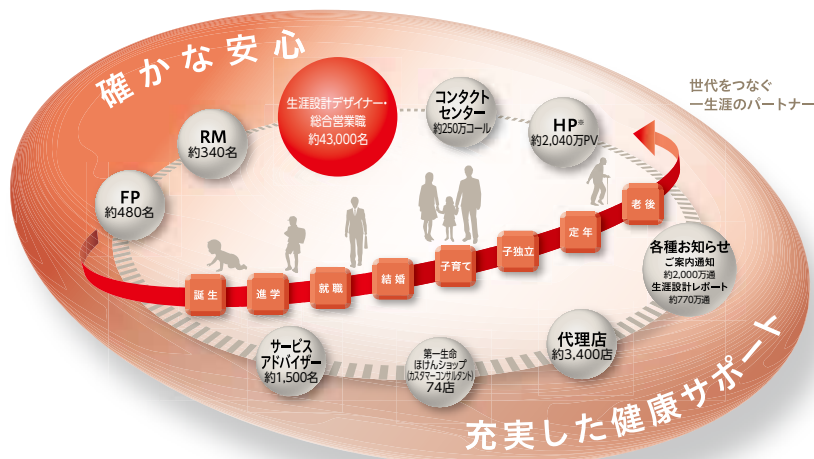 確かな安心
世代をつなぐ
一生涯のパートナー
生涯設計デザイナー・
総合営業職
約43,000名
コンタクト
センター
約250万コール
HP※
約2,040万PV
RM
約340名
FP
約480名
誕生
進学
就職
結婚
子育て
子独立
定年
老後
各種お知らせ
ご案内通知
約2,000万通
生涯設計レポート
約770万通
サービス
アドバイザー
約1,500名
第一生命
ほけんショップ
(カスタマーコンサルタント)
74店
代理店
約3,400店
充実した健康サポート